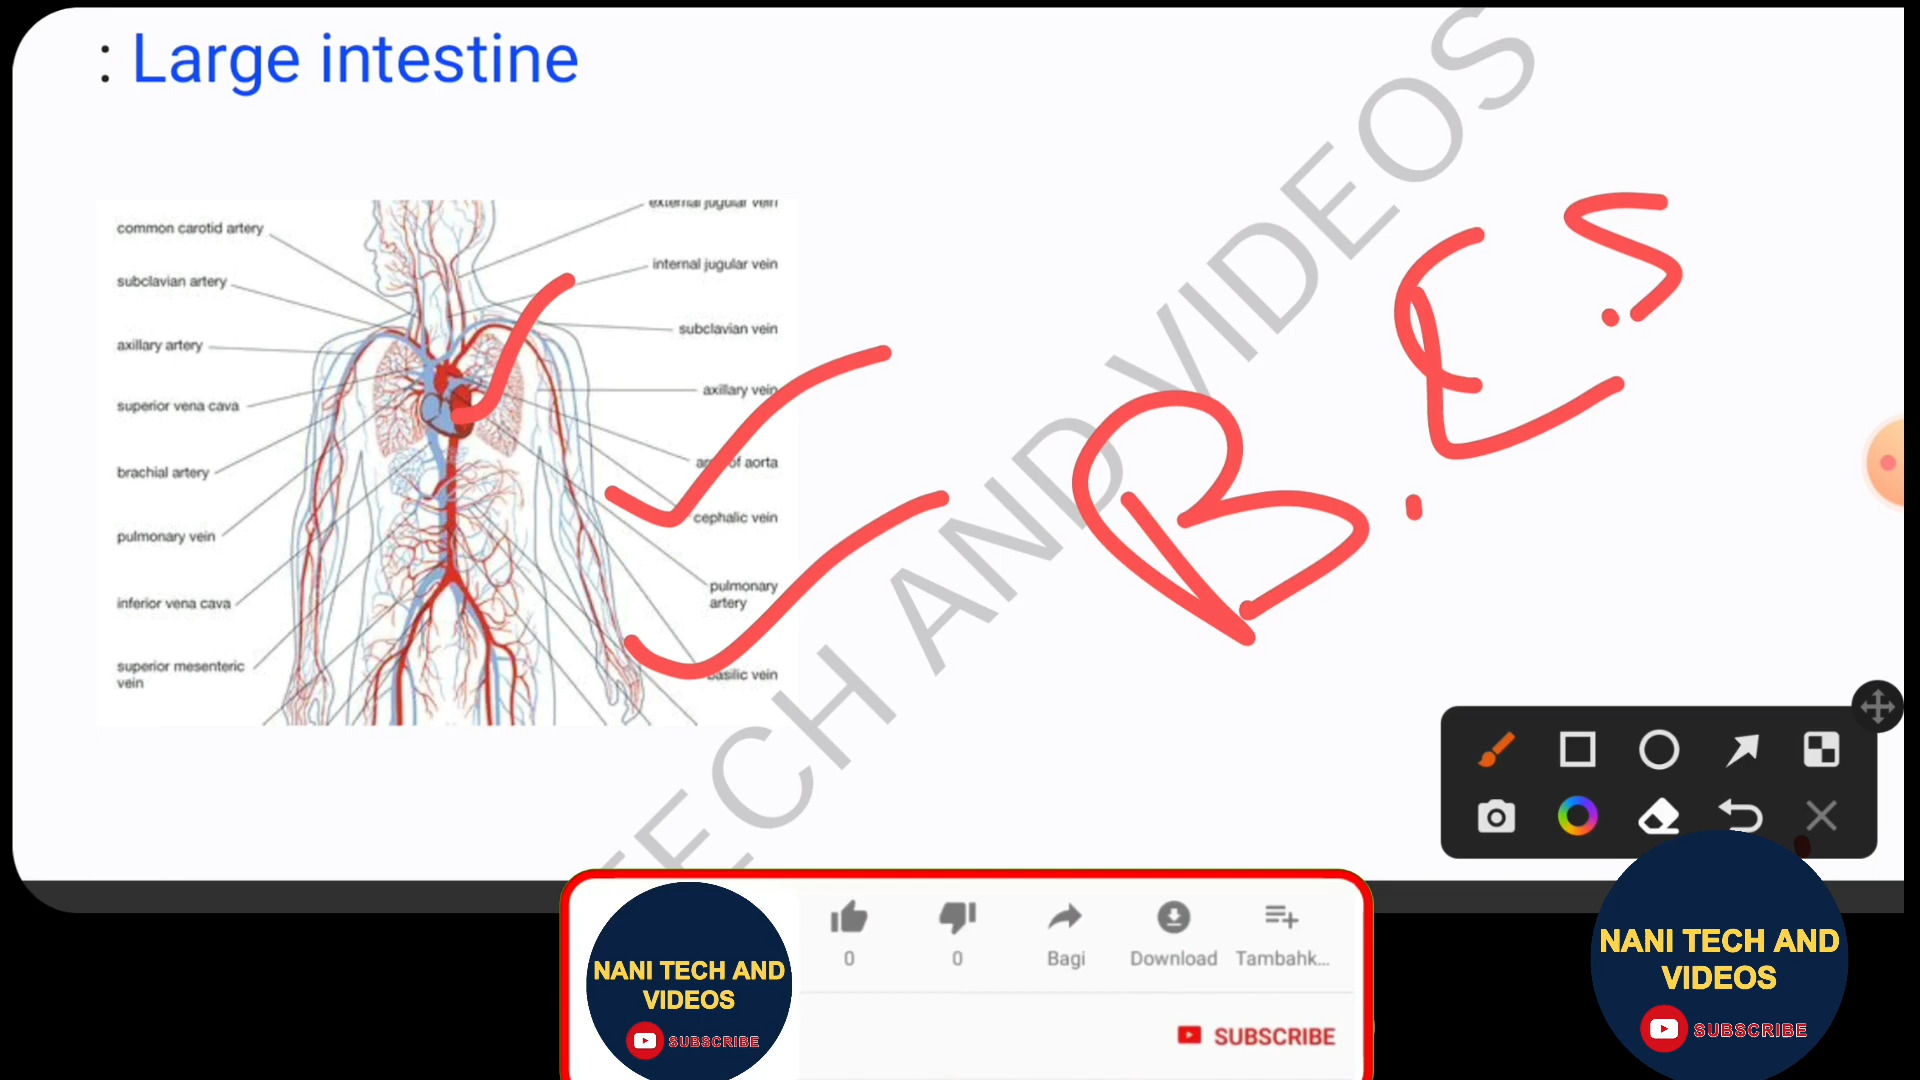 : Large intestine
common carotid artery
subclavian artery
axillary artery
superior vena cava
brachial artery
pulmonary vein
inferior vena cava
superior mesenteric
vein
external jugular vein
internal jugular vein
subclavian vein
axillary vein
of aorta
cephalic vein
pulmonary
artery
basilic vein
B.C.S
TECH AND VIDEOS
NANI TECH AND
VIDEOS
SUBSCRIBE
0
0
Bagi
Download
Tambahk...
SUBSCRIBE
NANI TECH AND
VIDEOS
SUBSCRIBE